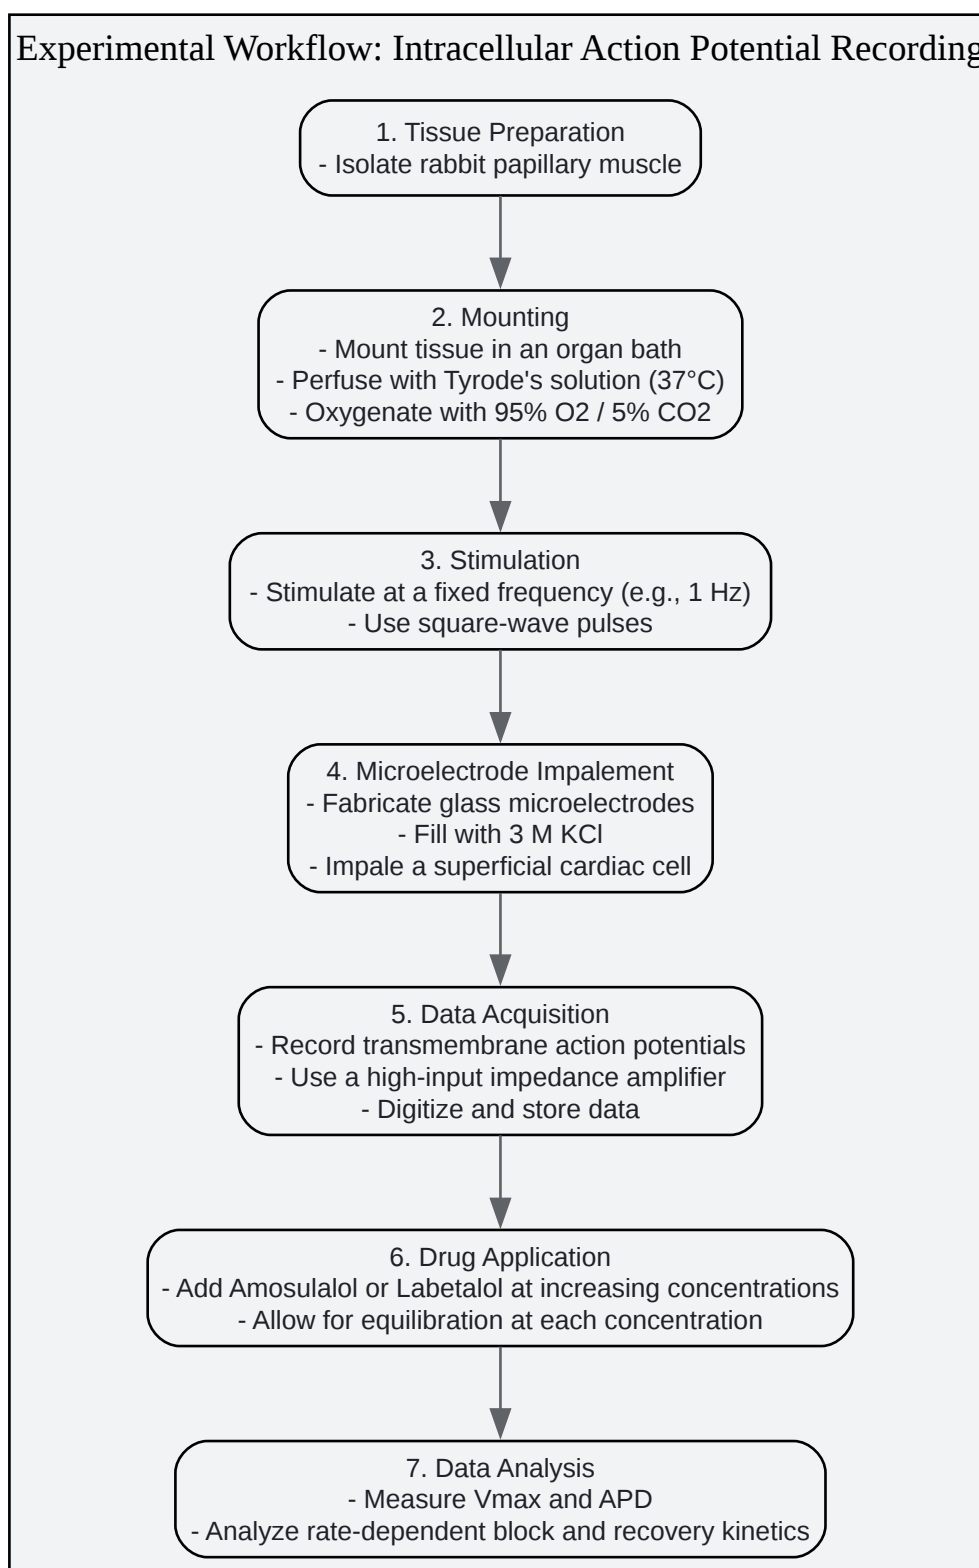 Experimental Workflow: Intracellular Action Potential Recording
1. Tissue Preparation
- Isolate rabbit papillary muscle
2. Mounting
- Mount tissue in an organ bath
- Perfuse with Tyrode's solution (37°C)
- Oxygenate with 95% O2 / 5% CO2
3. Stimulation
- Stimulate at a fixed frequency (e.g., 1 Hz)
- Use square-wave pulses
4. Microelectrode Impalement
- Fabricate glass microelectrodes
- Fill with 3 M KCl
- Impale a superficial cardiac cell
5. Data Acquisition
- Record transmembrane action potentials
- Use a high-input impedance amplifier
- Digitize and store data
6. Drug Application
- Add Amosulalol or Labetalol at increasing concentrations
- Allow for equilibration at each concentration
7. Data Analysis
- Measure Vmax and APD
- Analyze rate-dependent block and recovery kinetics